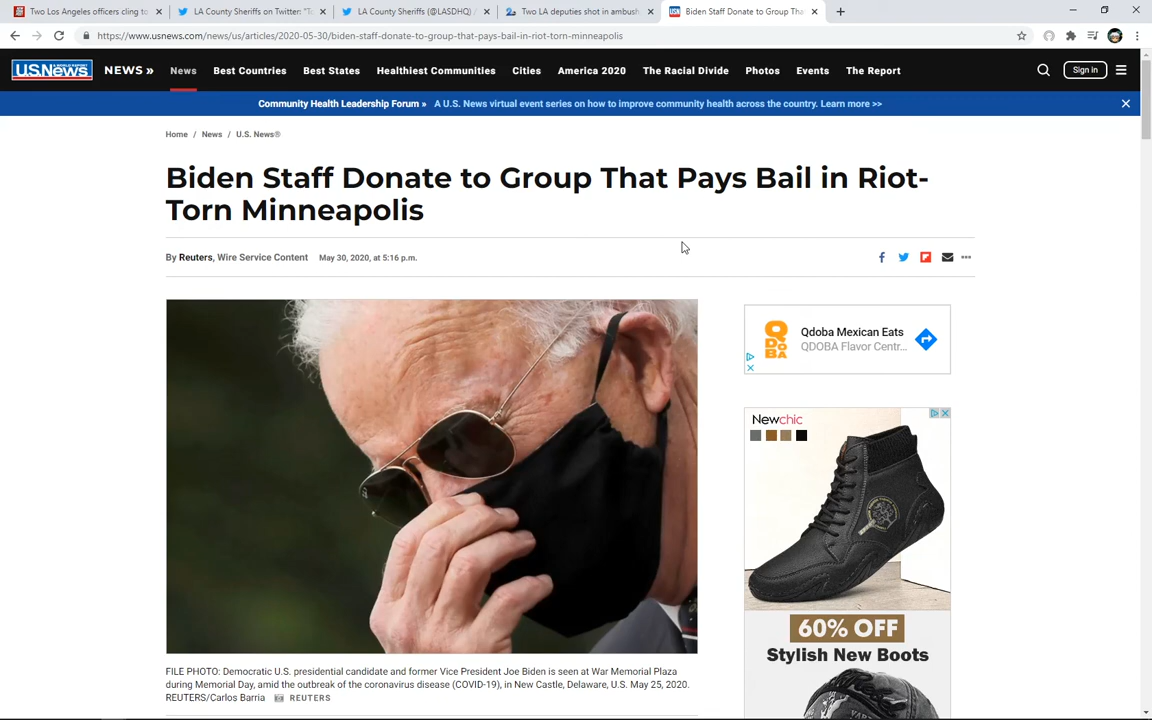 Two Los Angeles officers cling to
LA County Sheriffs on Twitter: "T
LA County Sheriffs (@LASDHQ) /
Two LA deputies shot in ambush
Biden Staff Donate to Group Tha
https://www.usnews.com/news/us/articles/2020-05-30/biden-staff-donate-to-group-that-pays-bail-in-riot-torn-minneapolis
U.S.News NEWS » News Best Countries Best States Healthiest Communities Cities America 2020 The Racial Divide Photos Events The Report Sign in
Community Health Leadership Forum » A U.S. News virtual event series on how to improve community health across the country. Learn more >>
Home / News / U.S. News®
Biden Staff Donate to Group That Pays Bail in Riot-
Torn Minneapolis
By Reuters, Wire Service Content May 30, 2020, at 5:16 p.m.
QDOBA
Qdoba Mexican Eats
QDOBA Flavor Centr...
Newchic
60% OFF
Stylish New Boots
FILE PHOTO: Democratic U.S. presidential candidate and former Vice President Joe Biden is seen at War Memorial Plaza
during Memorial Day, amid the outbreak of the coronavirus disease (COVID-19), in New Castle, Delaware, U.S. May 25, 2020.
REUTERS/Carlos Barria REUTERS